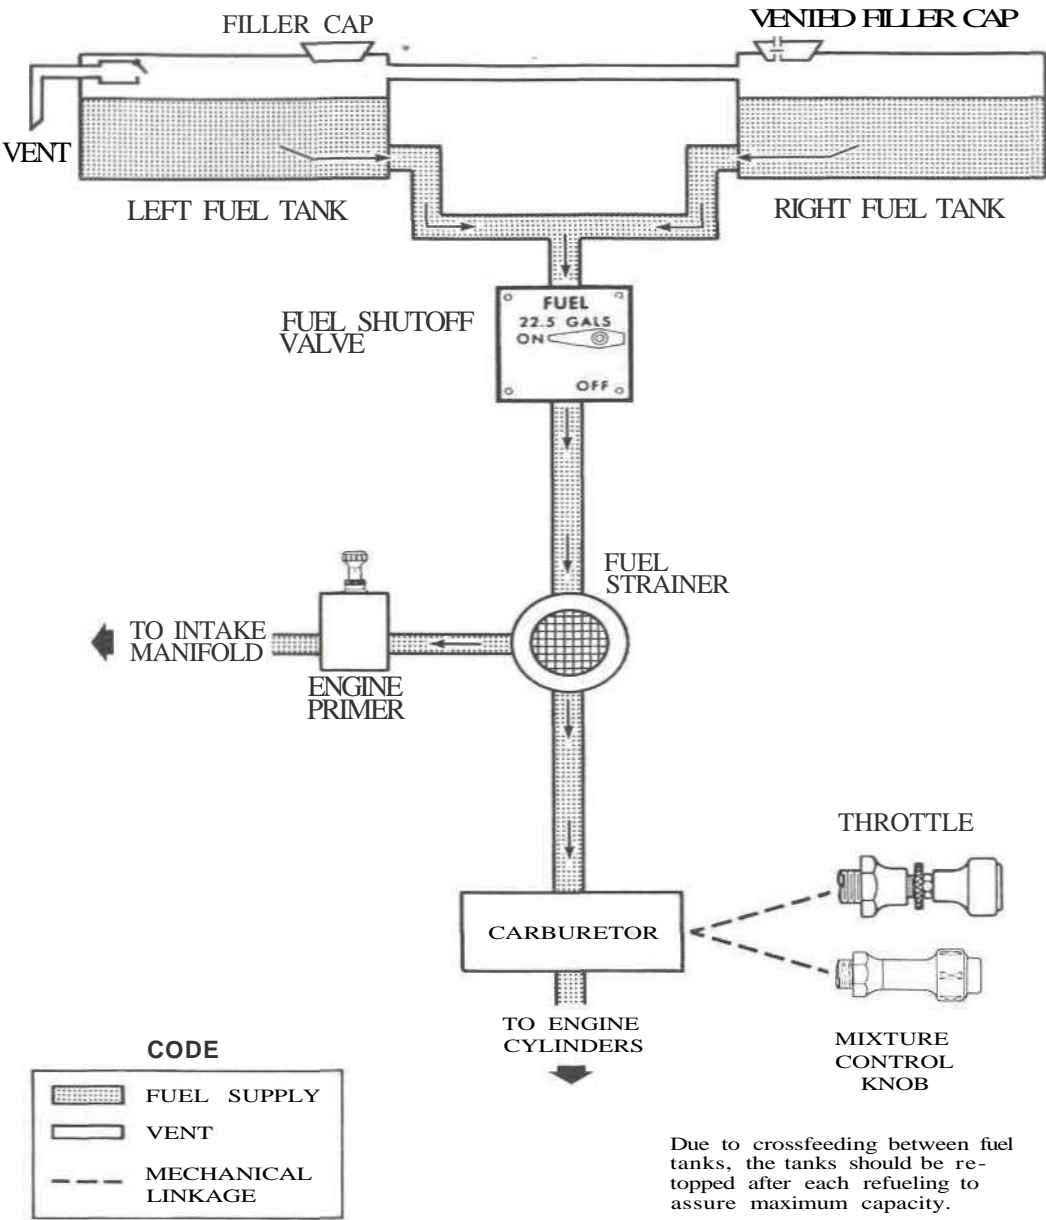 FILLER CAP
VENTED FILLER CAP
VENT
LEFT FUEL TANK
RIGHT FUEL TANK
FUEL SHUTOFF
VALVE
FUEL
22.5 GALS
ON
OFF
FUEL
STRAINER
TO INTAKE
MANIFOLD
ENGINE
PRIMER
THROTTLE
CARBURETOR
TO ENGINE
CYLINDERS
MIXTURE
CONTROL
KNOB
CODE
FUEL SUPPLY
VENT
MECHANICAL
LINKAGE
Due to crossfeeding between fuel
tanks, the tanks should be re-
topped after each refueling to
assure maximum capacity.